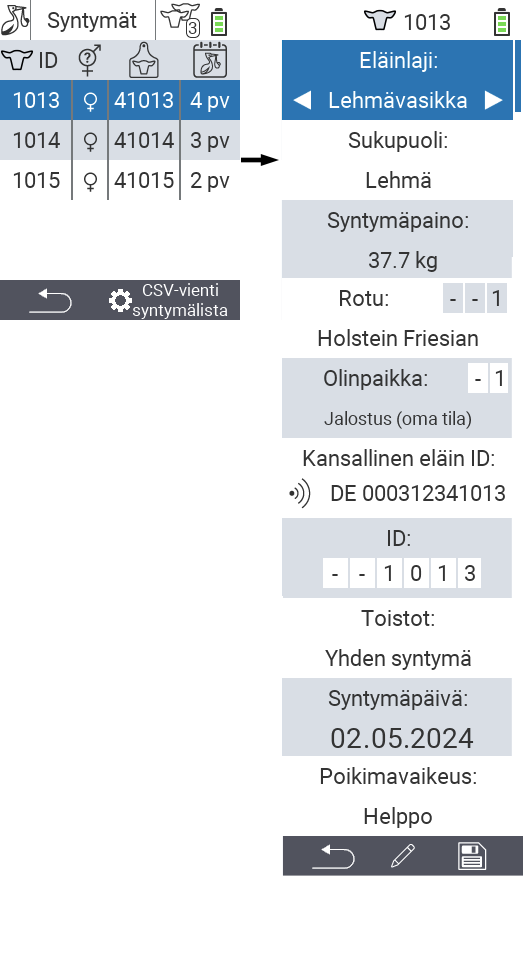 Syntymät
3
ID
1013 ♀ 41013 4 pv
1014 ♀ 41014 3 pv
1015 ♀ 41015 2 pv
CSV-vienti
syntymälista
1013
Eläinlaji:
Lehmävasikka
Sukupuoli:
Lehmä
Syntymäpaino:
37.7 kg
Rotu: - - 1
Holstein Friesian
Olinpaikka: - 1
Jalostus (oma tila)
Kansallinen eläin ID:
DE 000312341013
ID:
- - 1 0 1 3
Toistot:
Yhden syntymä
Syntymäpäivä:
02.05.2024
Poikimavaikeus:
Helppo